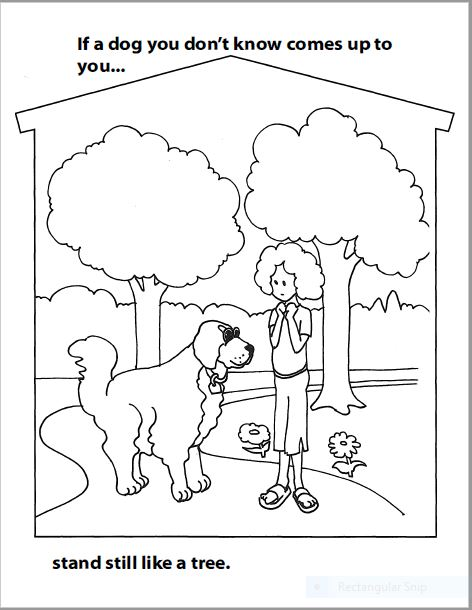 If a dog you don't know comes up to
you...
stand still like a tree.
Rectangular Snip